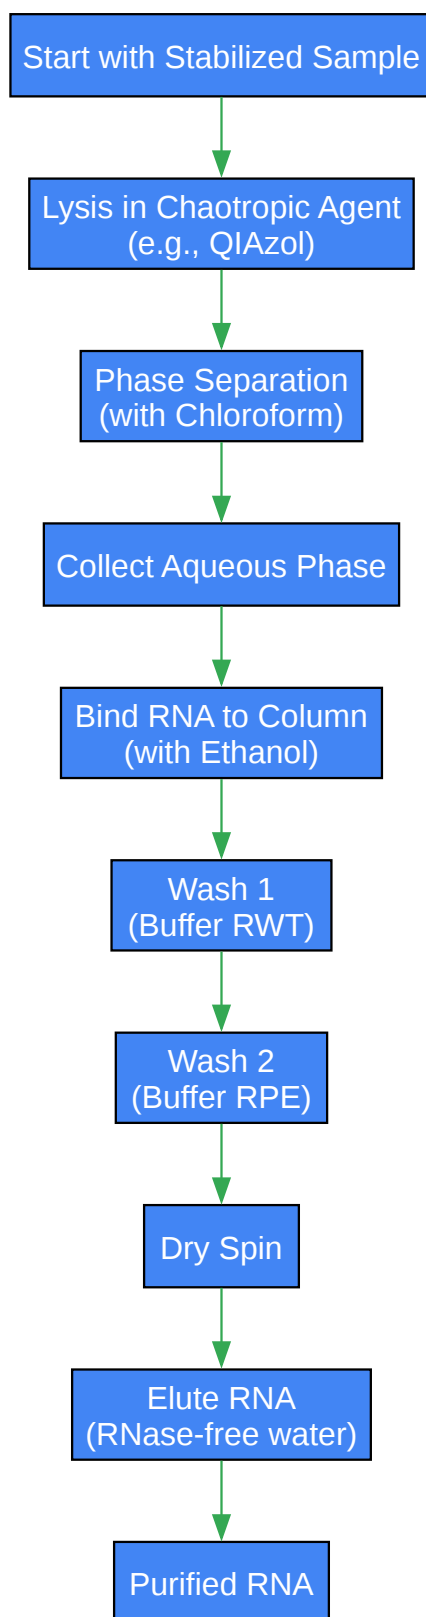 Start with Stabilized Sample
Lysis in Chaotropic Agent
(e.g., QIAzol)
Phase Separation
(with Chloroform)
Collect Aqueous Phase
Bind RNA to Column
(with Ethanol)
Wash 1
(Buffer RWT)
Wash 2
(Buffer RPE)
Dry Spin
Elute RNA
(RNase-free water)
Purified RNA